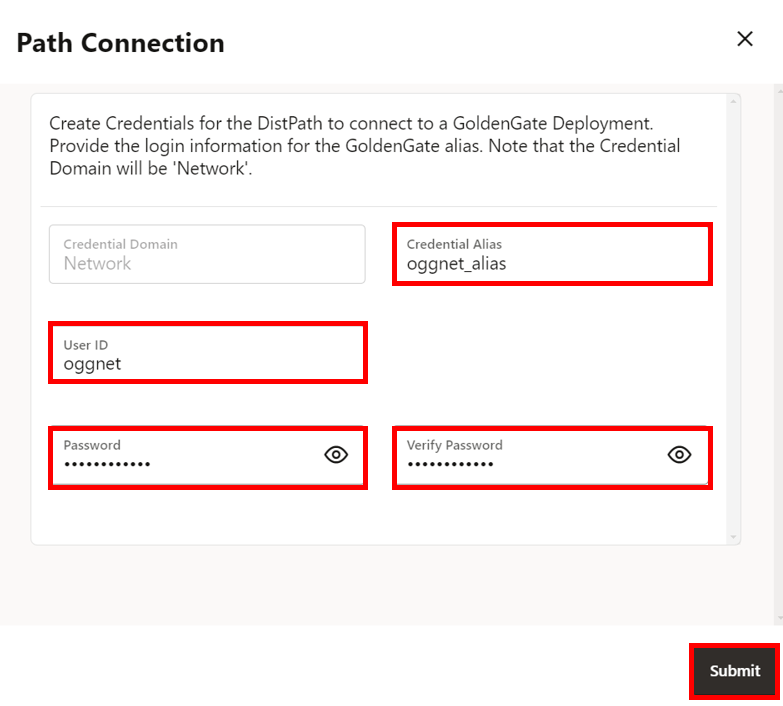 Path Connection
Create Credentials for the DistPath to connect to a GoldenGate Deployment.
Provide the login information for the GoldenGate alias. Note that the Credential
Domain will be 'Network'.
Credential Domain
Network
Credential Alias
oggnet_alias
User ID
oggnet
Password
••••••••••••
Verify Password
••••••••••••
Submit